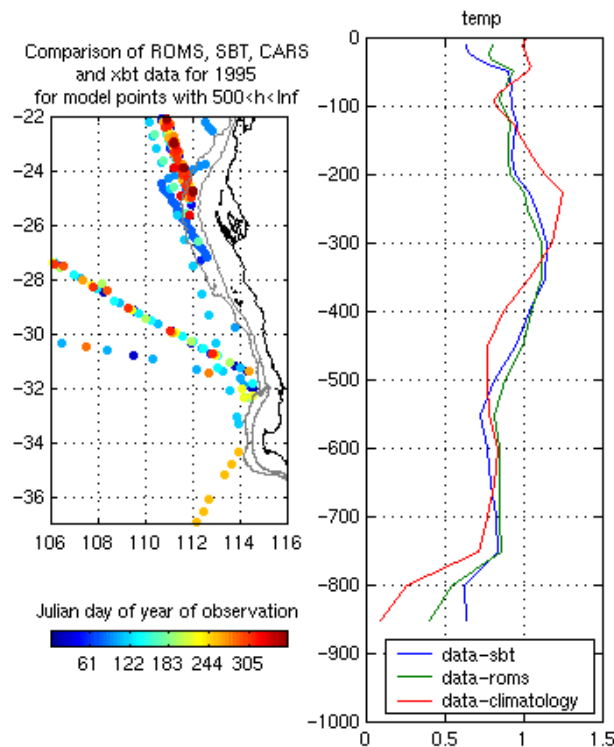 Comparison of ROMS, SBT, CARS
and xbt data for 1995
for model points with 500<h<Inf
−22
−24
−26
−28
−30
−32
−34
−36
106 108 110 112 114 116
Julian day of year of observation
61 122 183 244 305
temp
0
−100
−200
−300
−400
−500
−600
−700
−800
−900
−1000
data-sbt
data-roms
data-climatology
0 0.5 1 1.5